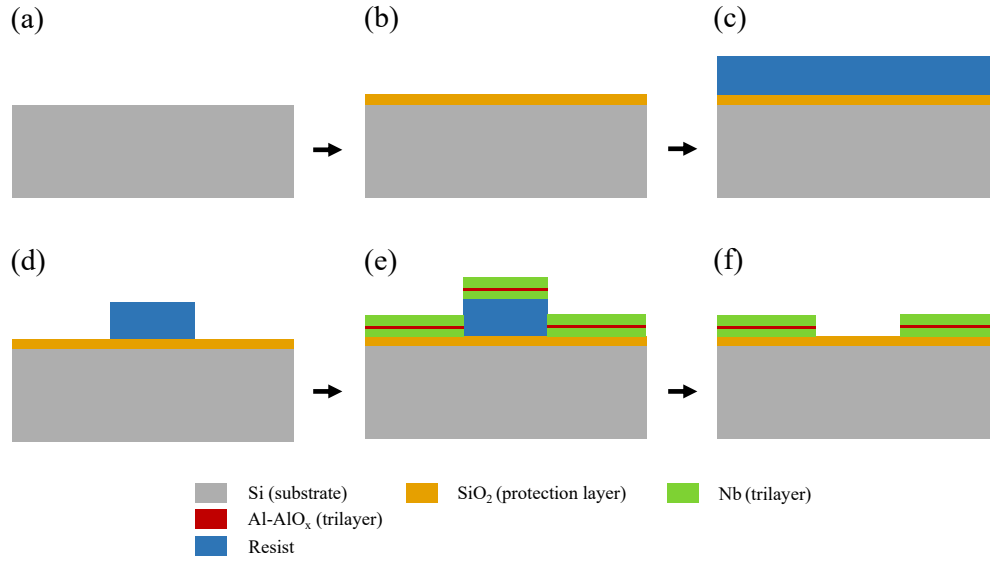 (a)
(b)
(c)
(d)
(e)
(f)
Si (substrate)
SiO₂ (protection layer)
Nb (trilayer)
Al-AlOₓ (trilayer)
Resist